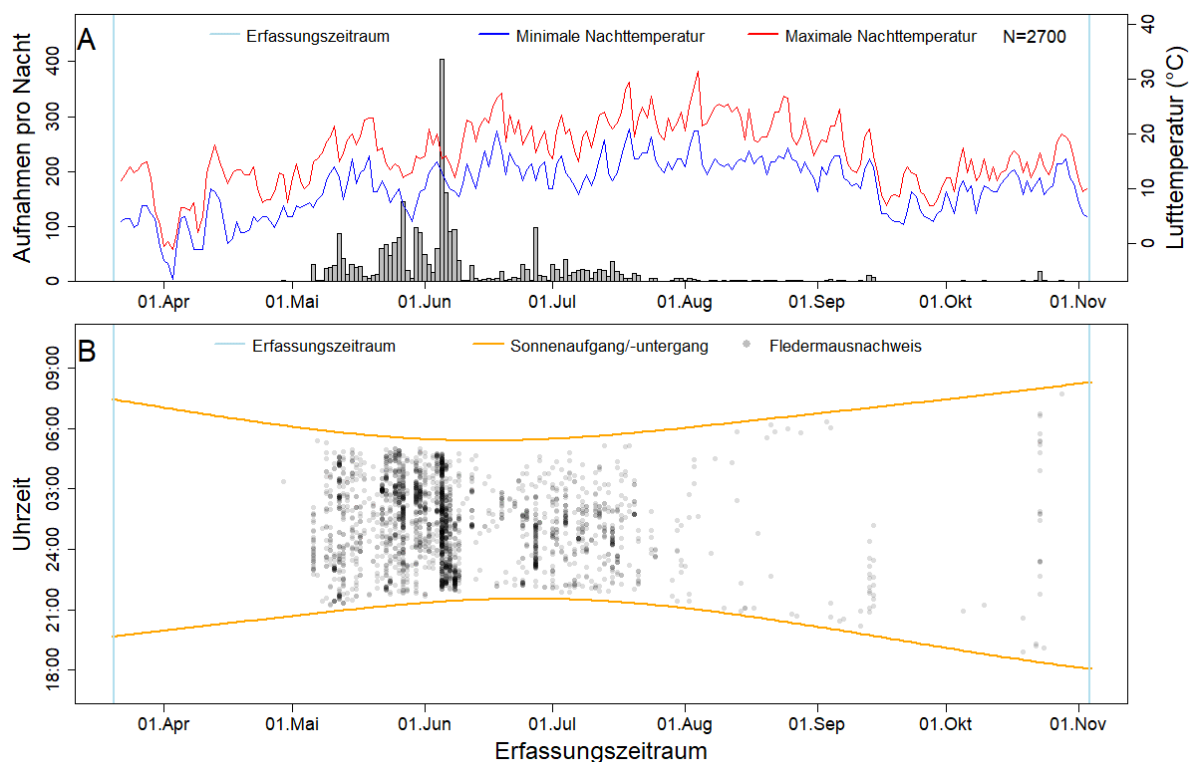 A
Erfassungszeitraum
Minimale Nachttemperatur
Maximale Nachttemperatur
N=2700
Aufnahmen pro Nacht
400
300
200
100
0
Lufttemperatur (°C)
40
30
20
10
0
01.Apr
01.Mai
01.Jun
01.Jul
01.Aug
01.Sep
01.Okt
01.Nov
B
Erfassungszeitraum
Sonnenaufgang/-untergang
Fledermausnachweis
Uhrzeit
09:00
06:00
03:00
24:00
21:00
18:00
01.Apr
01.Mai
01.Jun
01.Jul
01.Aug
01.Sep
01.Okt
01.Nov
Erfassungszeitraum